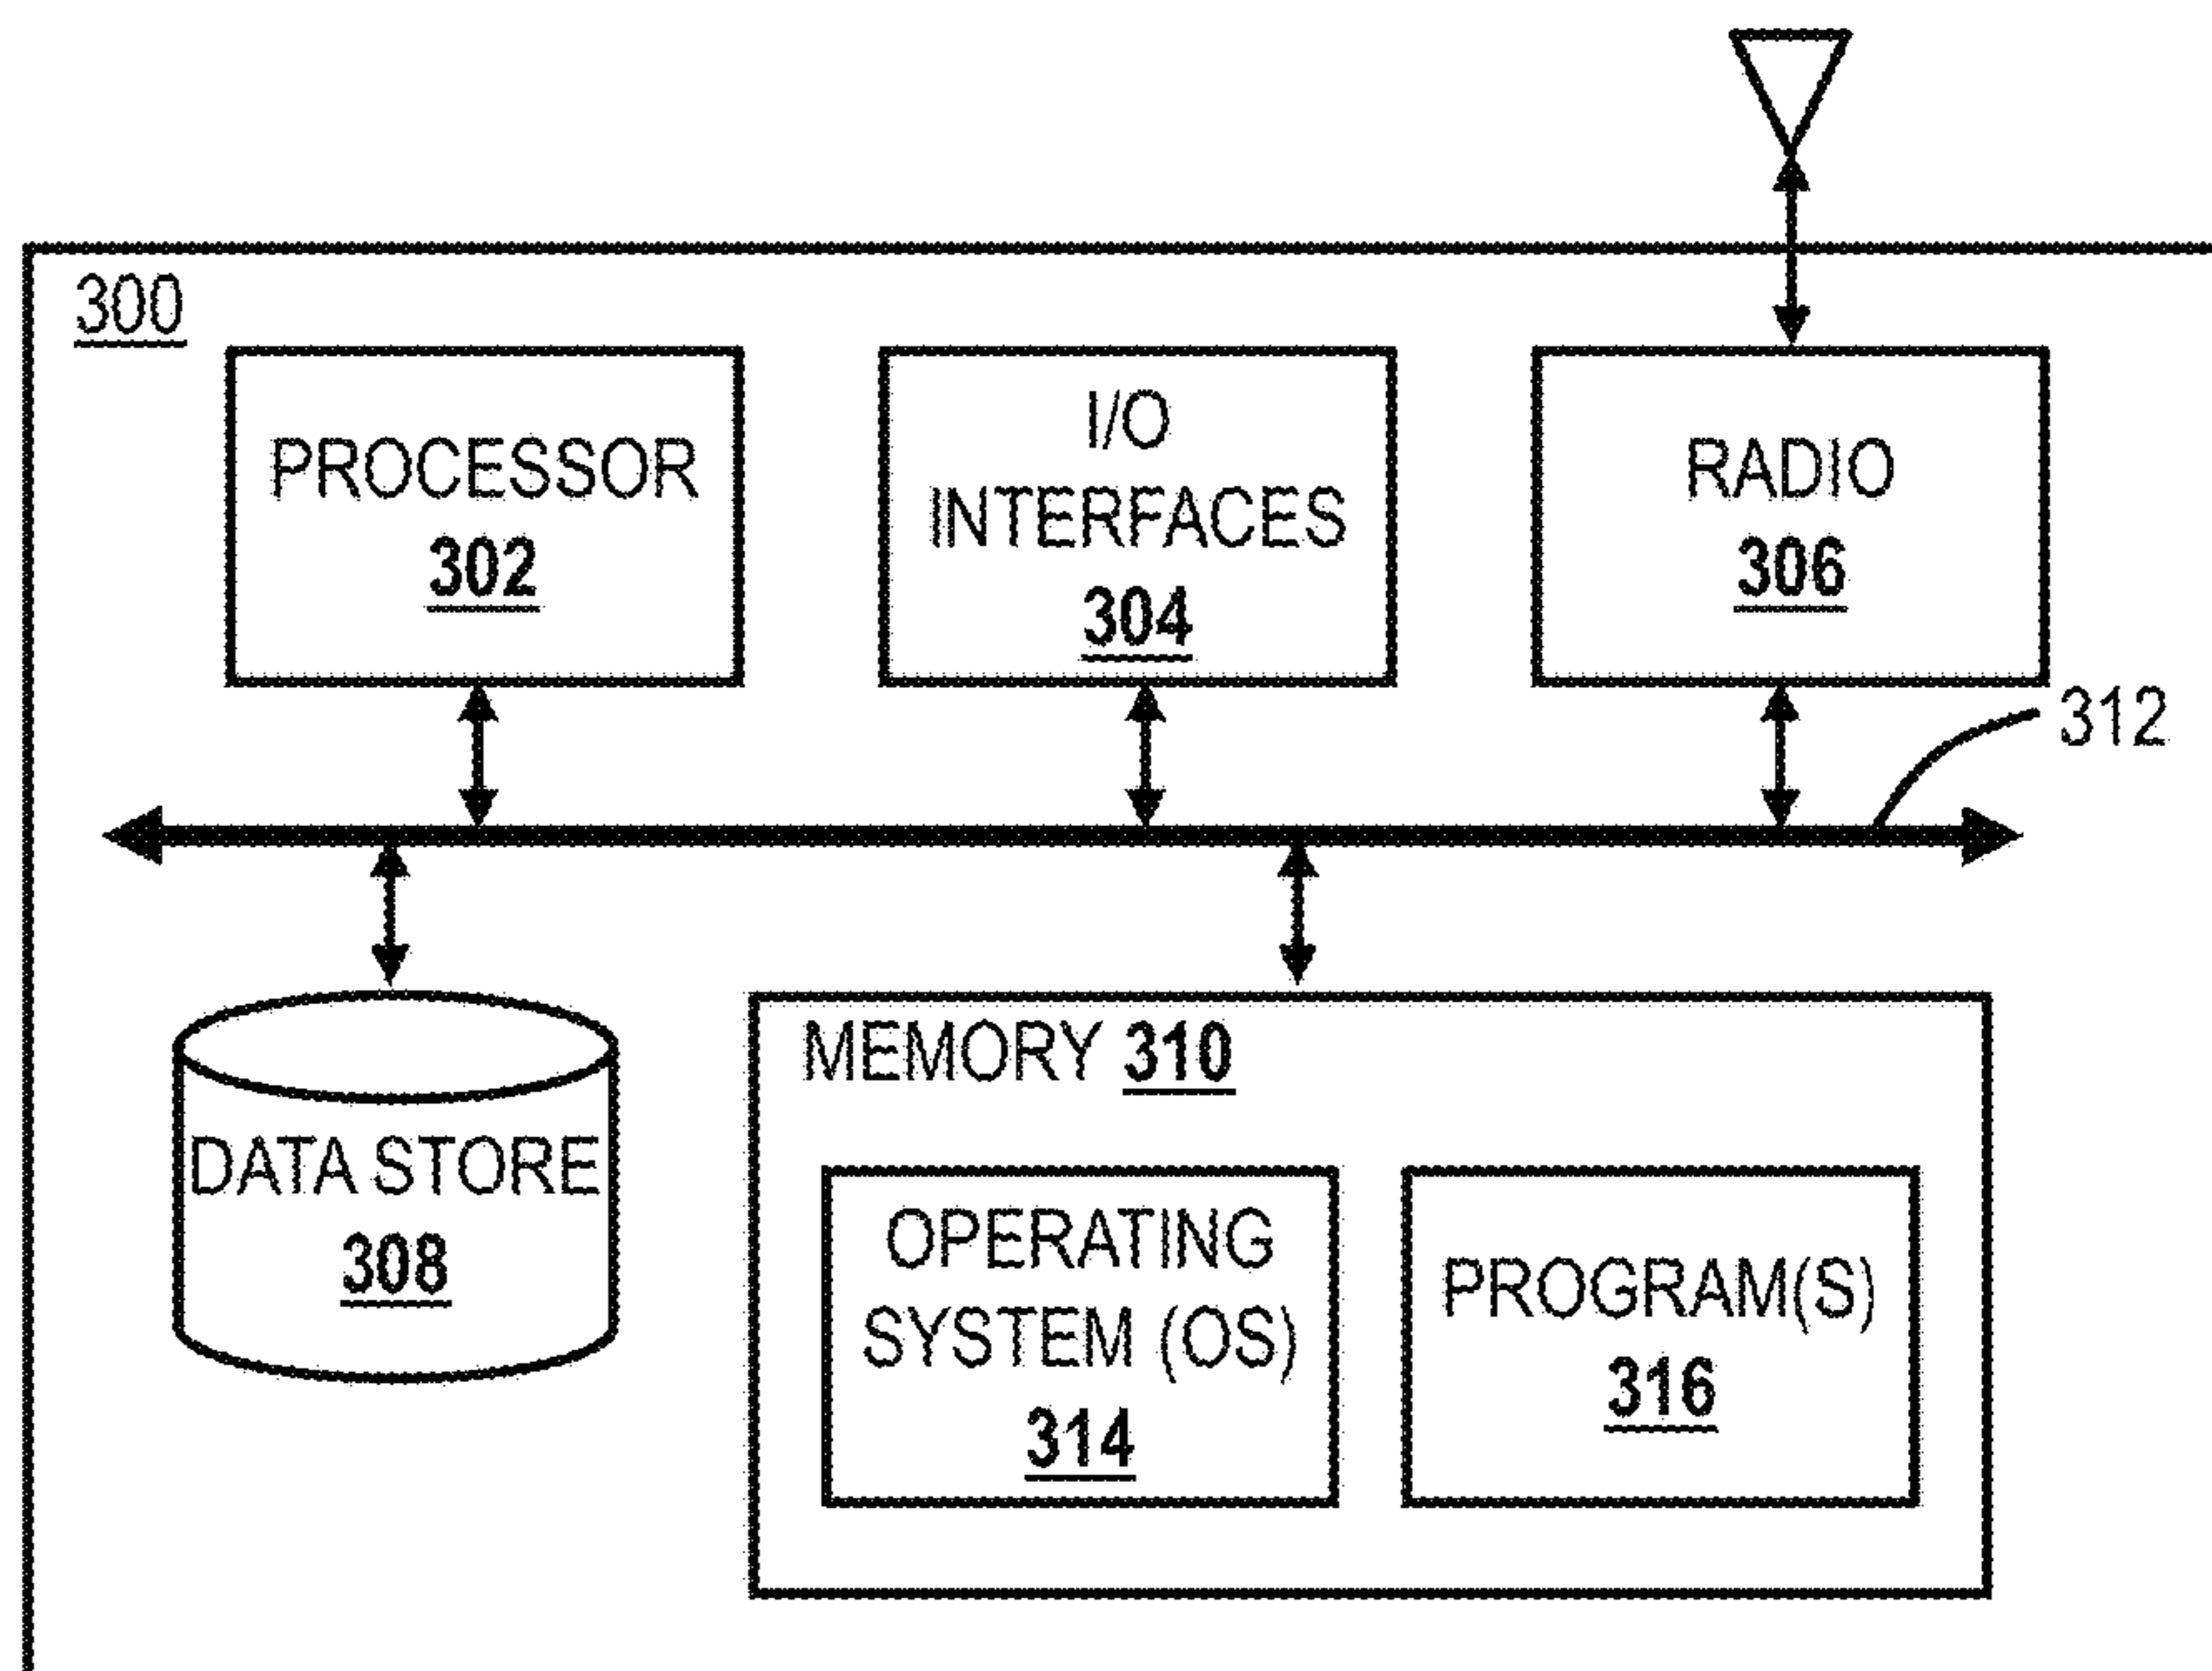 300
PROCESSOR
302
I/O
INTERFACES
304
RADIO
306
312
DATA STORE
308
MEMORY 310
OPERATING
SYSTEM (OS)
314
PROGRAM(S)
316